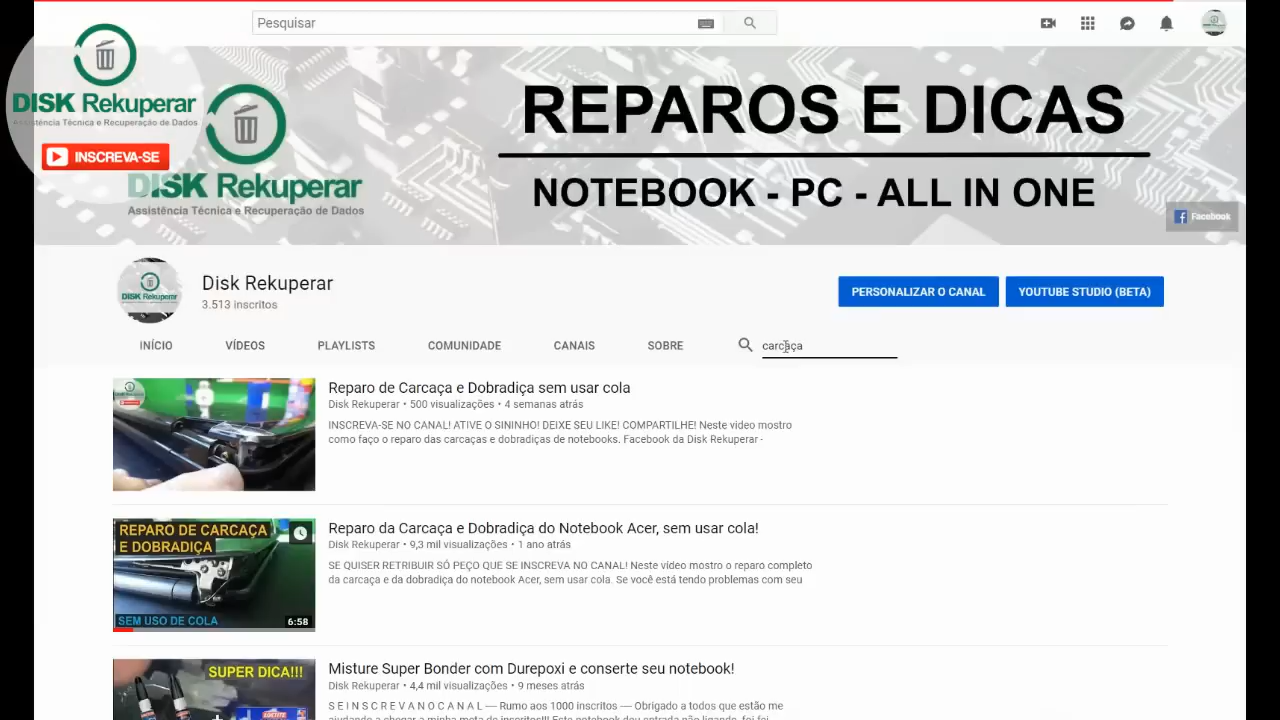 Pesquisar
DISK Rekuperar
Assistência Técnica e Recuperação de Dados
INSCREVA-SE
DISK Rekuperar
Assistência Técnica e Recuperação de Dados
REPAROS E DICAS
NOTEBOOK - PC - ALL IN ONE
Facebook
DISK Rekuperar
Disk Rekuperar
3.513 inscritos
PERSONALIZAR O CANAL
YOUTUBE STUDIO (BETA)
INÍCIO VÍDEOS PLAYLISTS COMUNIDADE CANAIS SOBRE carcaça
Reparo de Carcaça e Dobradiça sem usar cola
Disk Rekuperar • 500 visualizações • 4 semanas atrás
INSCREVA-SE NO CANAL! ATIVE O SININHO! DEIXE SEU LIKE! COMPARTILHE! Neste vídeo mostro
como faço o reparo das carcaças e dobradiças de notebooks. Facebook da Disk Rekuperar -
REPARO DE CARCAÇA
E DOBRADIÇA
SEM USO DE COLA
6:58
Reparo da Carcaça e Dobradiça do Notebook Acer, sem usar cola!
Disk Rekuperar • 9,3 mil visualizações • 1 ano atrás
SE QUISER RETRIBUIR SÓ PEÇO QUE SE INSCREVA NO CANAL! Neste vídeo mostro o reparo completo
da carcaça e da dobradiça do notebook Acer, sem usar cola. Se você está tendo problemas com seu
SUPER DICA!!!
LOCTITE
Misture Super Bonder com Durepoxi e conserte seu notebook!
Disk Rekuperar • 4,4 mil visualizações • 9 meses atrás
S E I N S C R E V A N O C A N A L ---- Rumo aos 1000 inscritos ---- Obrigado a todos que estão me